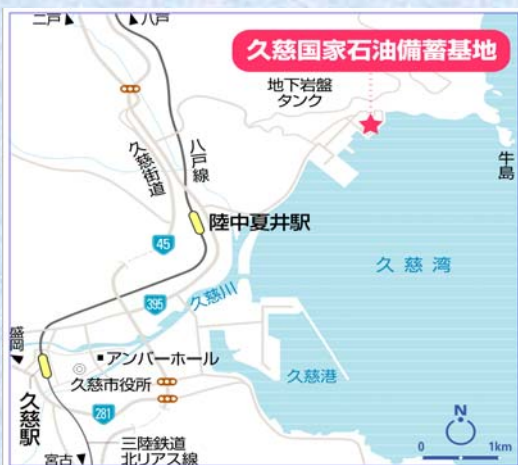 二戸▲
▲八戸
久慈国家石油備蓄基地
地下岩盤
タンク
久慈街道
八戸線
牛島
陸中夏井駅
45
久慈湾
395
久慈川
盛岡
▼
■アンバーホール
◎
久慈市役所
久慈港
久慈駅
281
三陸鉄道
北リアス線
宮古▼
N
0 1km